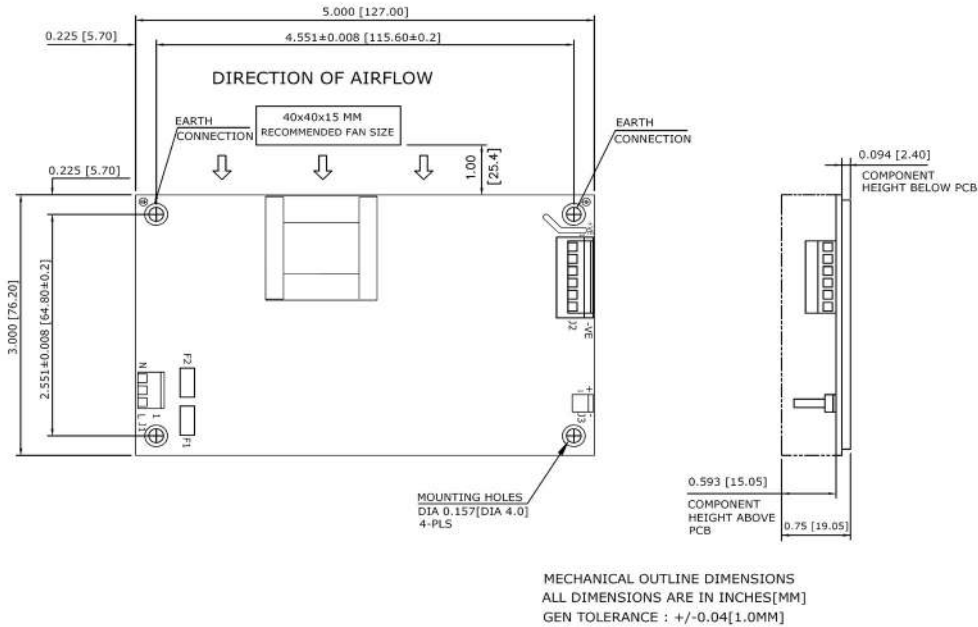 5.000 [127.00]
0.225 [5.70]
4.551±0.008 [115.60±0.2]
DIRECTION OF AIRFLOW
40x40x15 MM
RECOMMENDED FAN SIZE
EARTH
CONNECTION
EARTH
CONNECTION
1.00
[25.4]
0.225 [5.70]
0.094 [2.40]
COMPONENT
HEIGHT BELOW PCB
3.000 [76.20]
2.551±0.008 [64.80±0.2]
J2
-VE
N
F2
L
1
J1
F1
+
-
J3
MOUNTING HOLES
DIA 0.157[DIA 4.0]
4-PLS
0.593 [15.05]
COMPONENT
HEIGHT ABOVE
PCB
0.75 [19.05]
MECHANICAL OUTLINE DIMENSIONS
ALL DIMENSIONS ARE IN INCHES[MM]
GEN TOLERANCE : +/-0.04[1.0MM]